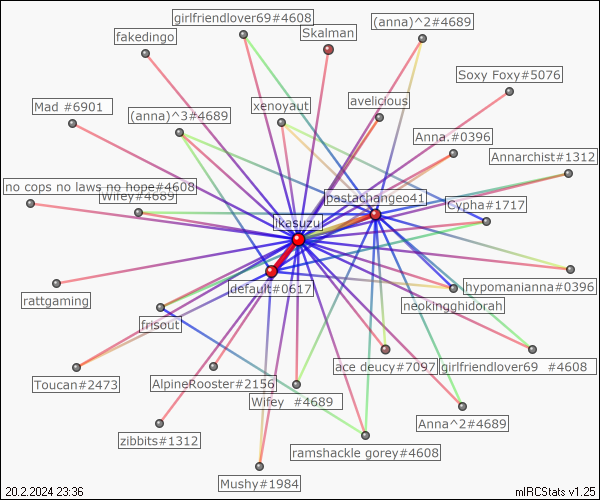 girlfriendlover69#4608
(anna)^2#4689
Skalman
fakedingo
Soxy Foxy#5076
avelicious
xenoyaut
Mad #6901
(anna)^3#4689
Anna.#0396
Annarchist#1312
no cops no laws no hope#4608
Wifey#4689
pastachangeo41
Cypha#1717
ikasuzu
default#0617
hypomanianna#0396
rattgaming
neokingghidorah
frisout
ace deucy#7097
girlfriendlover69 #4608
Toucan#2473
AlpineRooster#2156
Wifey #4689
Anna^2#4689
zibbits#1312
ramshackle gorey#4608
Mushy#1984
20.2.2024 23:36
mIRCStats v1.25